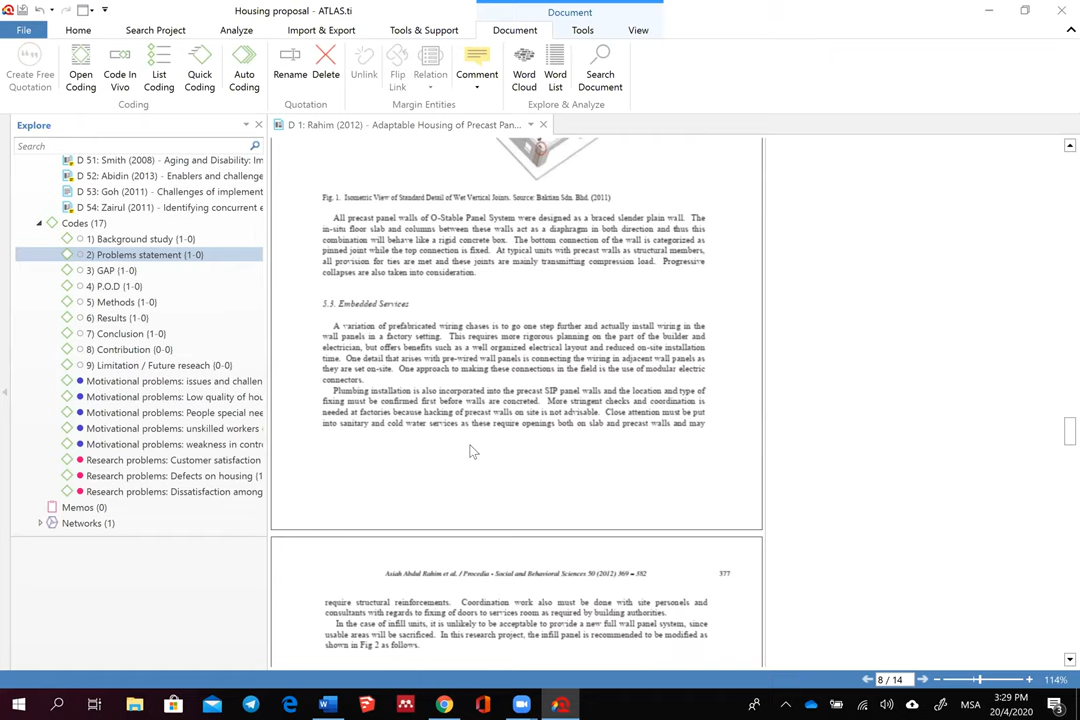 Housing proposal - ATLAS.ti
Document
File
Home
Search Project
Analyze
Import & Export
Tools & Support
Document
Tools
View
Create Free
Quotation
Open
Coding
Code In
Vivo
List
Coding
Quick
Coding
Auto
Coding
Coding
Rename
Delete
Quotation
Unlink
Flip
Link
Relation
Margin Entities
Comment
Word
Cloud
Word
List
Search
Document
Explore & Analyze
Explore
Search
D 51: Smith (2008) - Aging and Disability: Im
D 52: Abidin (2013) - Enablers and challenge
D 53: Goh (2011) - Challenges of implement
D 54: Zairul (2011) - Identifying concurrent e
Codes (17)
1) Background study (1-0)
2) Problems statement (1-0)
3) GAP (1-0)
4) P.O.D (1-0)
5) Methods (1-0)
6) Results (1-0)
7) Conclusion (1-0)
8) Contribution (0-0)
9) Limitation / Future reseach (0-0)
Motivational problems: issues and challen
Motivational problems: Low quality of hou
Motivational problems: People special nee
Motivational problems: unskilled workers
Motivational problems: weakness in contr
Research problems: Customer satisfaction
Research problems: Defects on housing (1
Research problems: Dissatisfaction among
Memos (0)
Networks (1)
D 1: Rahim (2012) - Adaptable Housing of Precast Pan...
Fig. 1. Isometric View of Standard Detail of Wet Vertical Joints. Source: Baktian Sdn. Bhd. (2011)
All precast panel walls of O-Stable Panel System were designed as a braced slender plain wall. The
in-situ floor slab and columns between these walls act as a diaphragm in both direction and thus this
combination will behave like a rigid concrete box. The bottom connection of the wall is categorized as
pinned joint while the top connection is fixed. At typical units with precast walls as structural members,
all provision for ties are met and these joints are mainly transmitting compression load. Progressive
collapses are also taken into consideration.
5.3. Embedded Services
A variation of prefabricated wiring chases is to go one step further and actually install wiring in the
wall panels in a factory setting. This requires more rigorous planning on the part of the builder and
electrician, but offers benefits such as a well organized electrical layout and reduced on-site installation
time. One detail that arises with pre-wired wall panels is connecting the wiring in adjacent wall panels as
they are set on-site. One approach to making these connections in the field is the use of modular electric
connectors.
Plumbing installation is also incorporated into the precast SIP panel walls and the location and type of
fixing must be confirmed first before walls are concreted. More stringent checks and coordination is
needed at factories because hacking of precast walls on site is not advisable. Close attention must be put
into sanitary and cold water services as these require openings both on slab and precast walls and may
Asiah Abdul Rahim et al. / Procedia - Social and Behavioral Sciences 50 (2012) 369 – 382
377
require structural reinforcements. Coordination work also must be done with site personels and
consultants with regards to fixing of doors to services room as required by building authorities.
In the case of infill units, it is unlikely to be acceptable to provide a new full wall panel system, since
usable areas will be sacrificed. In this research project, the infill panel is recommended to be modified as
shown in Fig 2 as follows.
8 / 14
114%
MSA
3:29 PM
20/4/2020
3